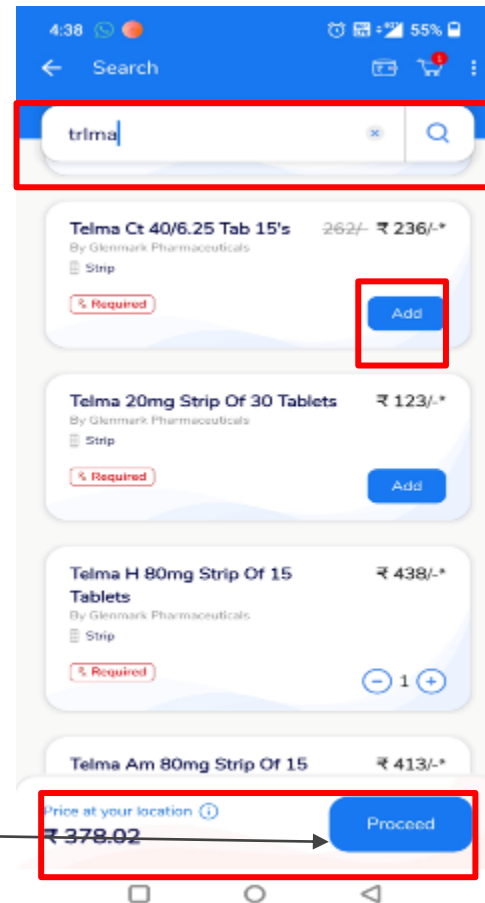 4:38 55%
Search 1
trlma
Telma Ct 40/6.25 Tab 15's 262/- ₹ 236/-*
By Glenmark Pharmaceuticals
Strip
Required
Add
Telma 20mg Strip Of 30 Tablets ₹ 123/-*
By Glenmark Pharmaceuticals
Strip
Required
Add
Telma H 80mg Strip Of 15 ₹ 438/-*
Tablets
By Glenmark Pharmaceuticals
Strip
Required
1
Telma Am 80mg Strip Of 15 ₹ 413/-*
Price at your location
₹ 378.02
Proceed